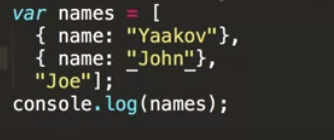 var names = [
  { name: "Yaakov"},
  { name: "John"},
  "Joe"];
console.log(names);